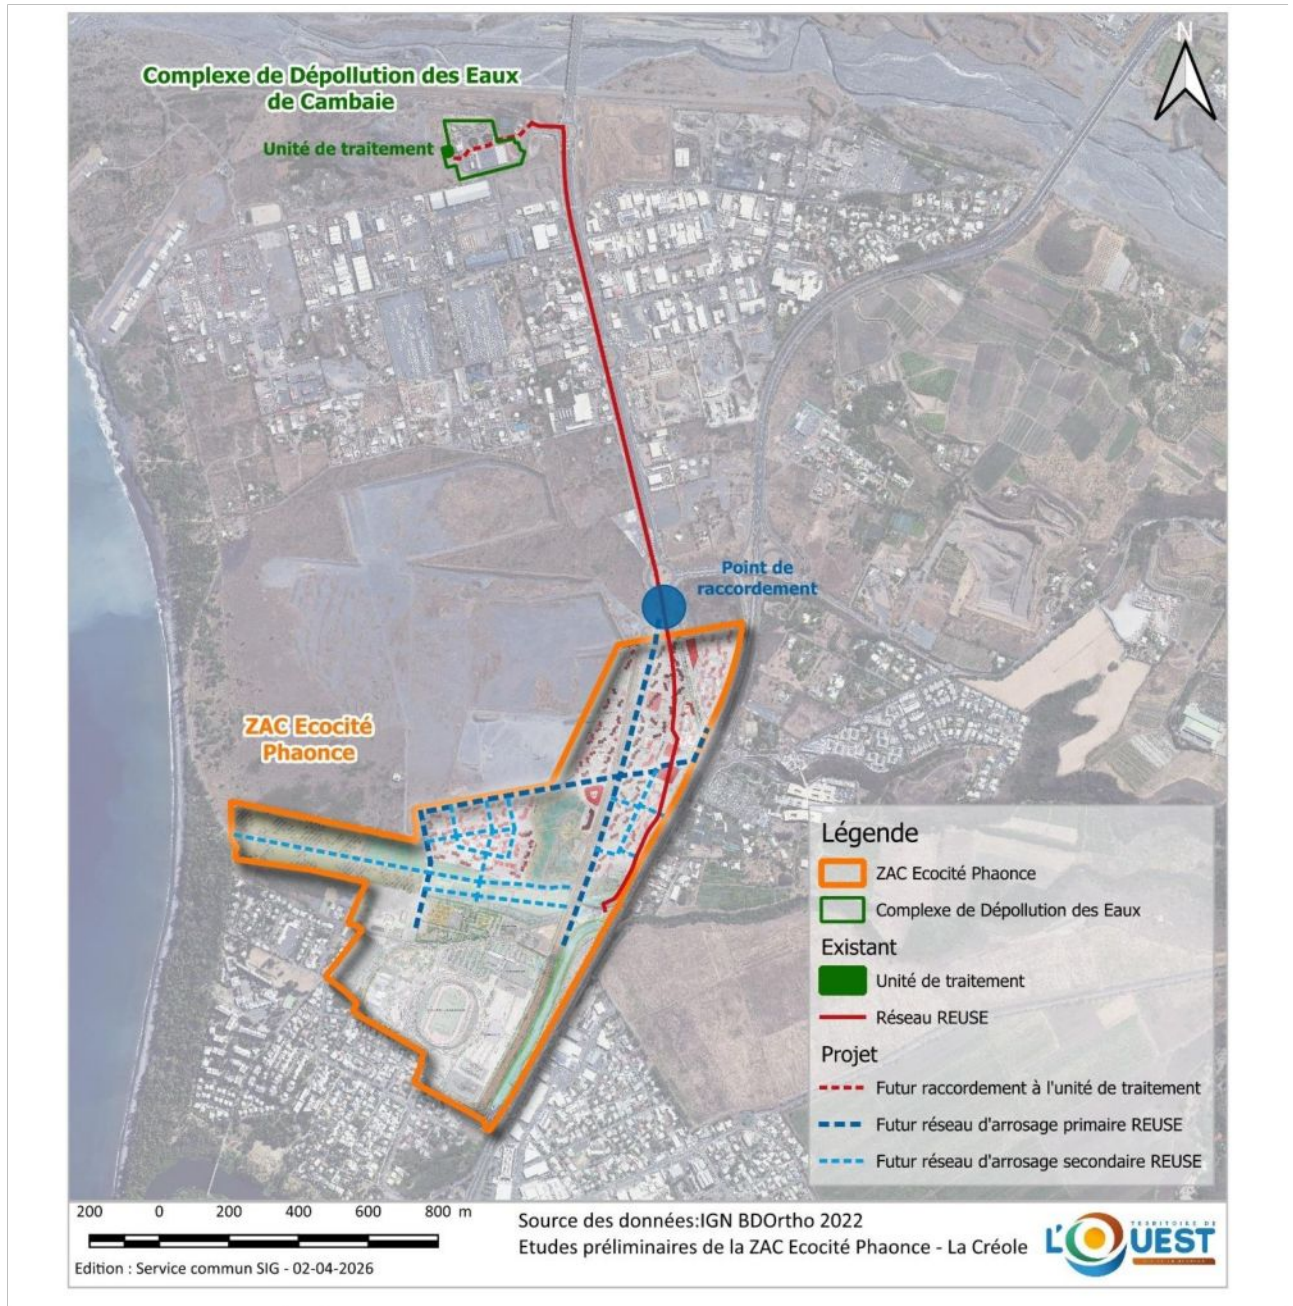 N
Complexe de Dépollution des Eaux
de Cambaie
Unité de traitement
Point de
raccordement
ZAC Ecocité
Phaonce
Légende
ZAC Ecocité Phaonce
Complexe de Dépollution des Eaux
Existant
Unité de traitement
Réseau REUSE
Projet
Futur raccordement à l'unité de traitement
Futur réseau d'arrosage primaire REUSE
Futur réseau d'arrosage secondaire REUSE
200 0 200 400 600 800 m
Edition : Service commun SIG - 02-04-2026
Source des données:IGN BDOrtho 2022
Etudes préliminaires de la ZAC Ecocité Phaonce - La Créole
TERRITOIRE DE
L'OUEST